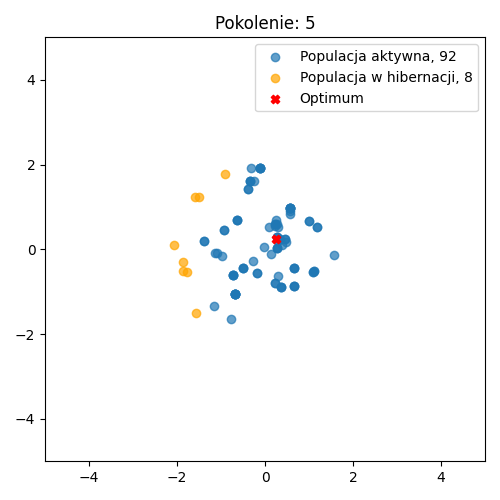 Pokolenie: 5
Populacja aktywna, 92
Populacja w hibernacji, 8
Optimum
4
2
0
−2
−4
−4 −2 0 2 4